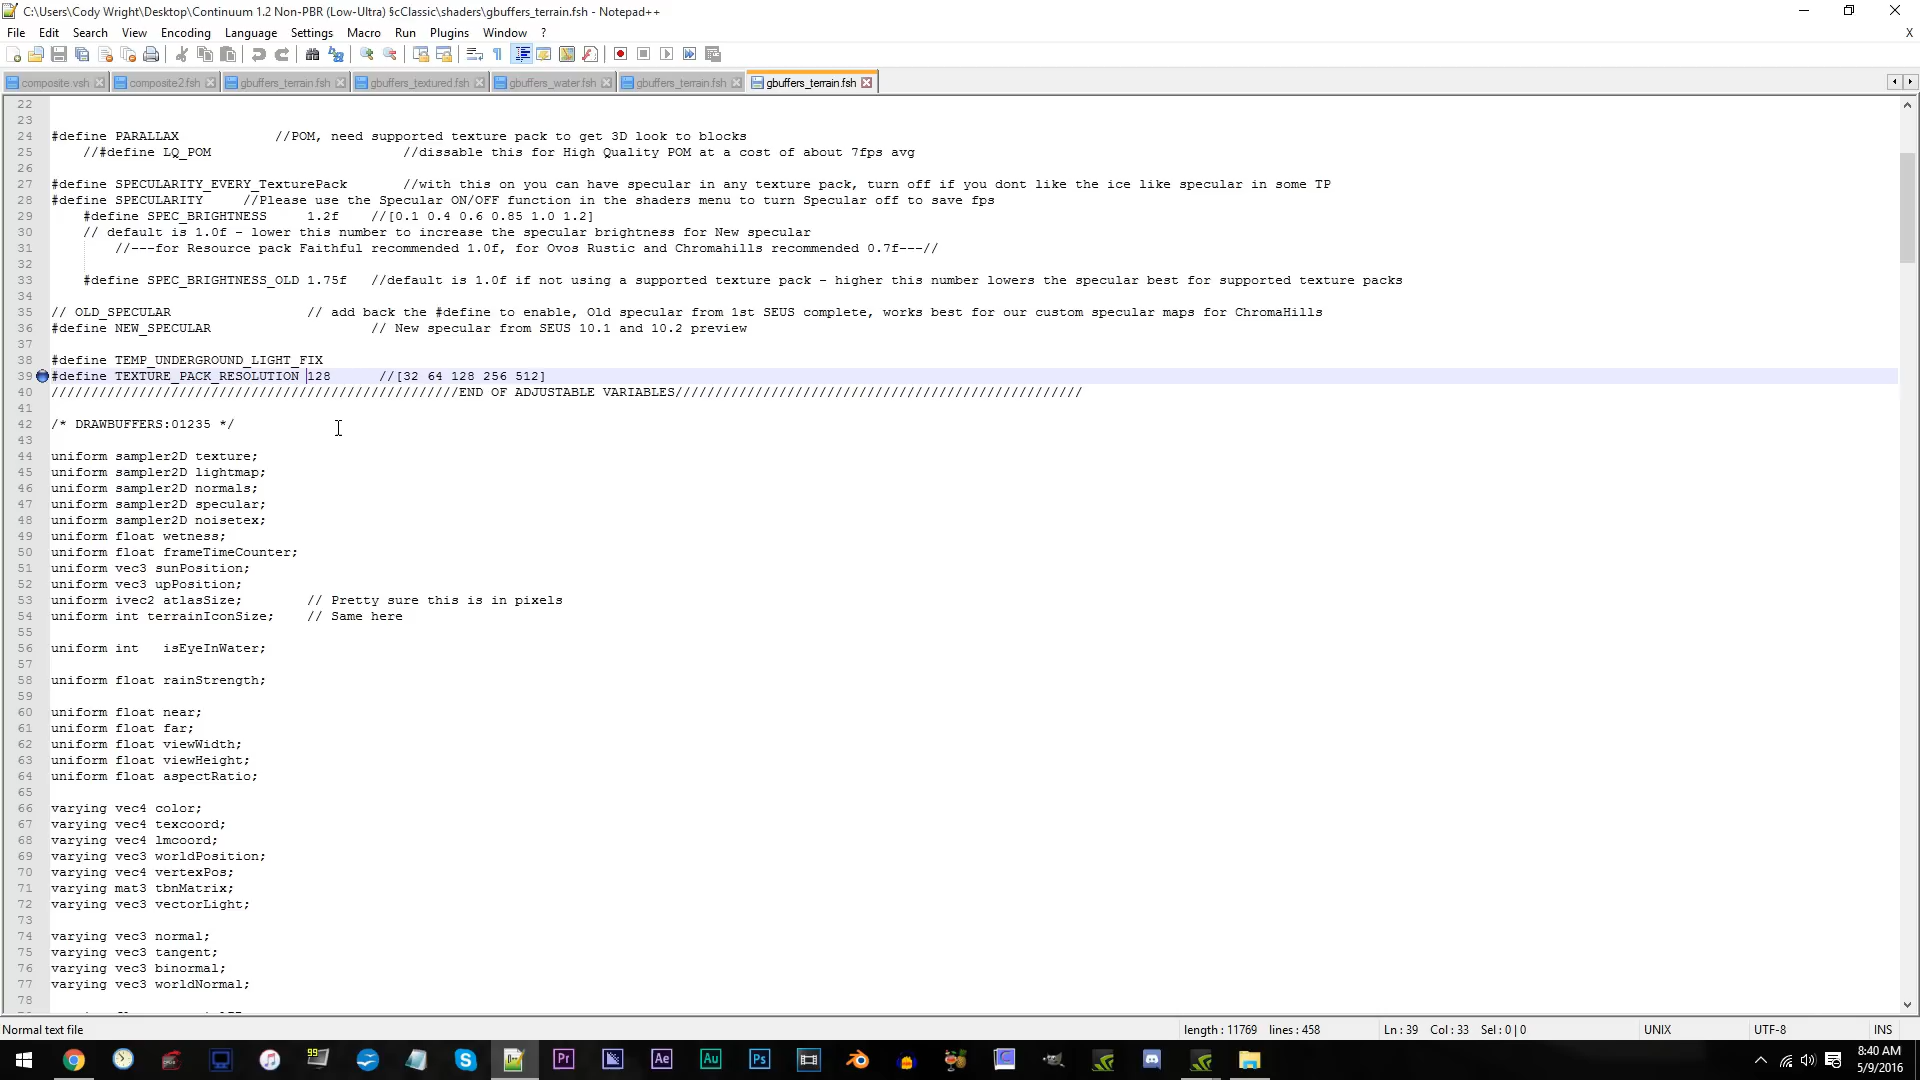 C:\Users\Cody Wright\Desktop\Continuum 1.2 Non-PBR (Low-Ultra) §cClassic\shaders\gbuffers_terrain.fsh - Notepad++
File Edit Search View Encoding Language Settings Macro Run Plugins Window ? X
composite.vsh composite2.fsh gbuffers_terrain.fsh gbuffers_textured.fsh gbuffers_water.fsh gbuffers_terrain.fsh gbuffers_terrain.fsh
22
23
24 #define PARALLAX //POM, need supported texture pack to get 3D look to blocks
25 //#define LQ_POM //dissable this for High Quality POM at a cost of about 7fps avg
26
27 #define SPECULARITY_EVERY_TexturePack //with this on you can have specular in any texture pack, turn off if you dont like the ice like specular in some TP
28 #define SPECULARITY //Please use the Specular ON/OFF function in the shaders menu to turn Specular off to save fps
29 #define SPEC_BRIGHTNESS 1.2f //[0.1 0.4 0.6 0.85 1.0 1.2]
30 // default is 1.0f - lower this number to increase the specular brightness for New specular
31 //---for Resource pack Faithful recommended 1.0f, for Ovos Rustic and Chromahills recommended 0.7f---//
32
33 #define SPEC_BRIGHTNESS_OLD 1.75f //default is 1.0f if not using a supported texture pack - higher this number lowers the specular best for supported texture packs
34
35 // OLD_SPECULAR // add back the #define to enable, Old specular from 1st SEUS complete, works best for our custom specular maps for ChromaHills
36 #define NEW_SPECULAR // New specular from SEUS 10.1 and 10.2 preview
37
38 #define TEMP_UNDERGROUND_LIGHT_FIX
39 #define TEXTURE_PACK_RESOLUTION 128 //[32 64 128 256 512]
40 ///////////////////////////////////////////////////END OF ADJUSTABLE VARIABLES///////////////////////////////////////////////////
41
42 /* DRAWBUFFERS:01235 */
43
44 uniform sampler2D texture;
45 uniform sampler2D lightmap;
46 uniform sampler2D normals;
47 uniform sampler2D specular;
48 uniform sampler2D noisetex;
49 uniform float wetness;
50 uniform float frameTimeCounter;
51 uniform vec3 sunPosition;
52 uniform vec3 upPosition;
53 uniform ivec2 atlasSize; // Pretty sure this is in pixels
54 uniform int terrainIconSize; // Same here
55
56 uniform int isEyeInWater;
57
58 uniform float rainStrength;
59
60 uniform float near;
61 uniform float far;
62 uniform float viewWidth;
63 uniform float viewHeight;
64 uniform float aspectRatio;
65
66 varying vec4 color;
67 varying vec4 texcoord;
68 varying vec4 lmcoord;
69 varying vec3 worldPosition;
70 varying vec4 vertexPos;
71 varying mat3 tbnMatrix;
72 varying vec3 vectorLight;
73
74 varying vec3 normal;
75 varying vec3 tangent;
76 varying vec3 binormal;
77 varying vec3 worldNormal;
78
Normal text file length : 11769 lines : 458 Ln : 39 Col : 33 Sel : 0 | 0 UNIX UTF-8 INS
99 Pr Ae Au Ps
8:40 AM
5/9/2016